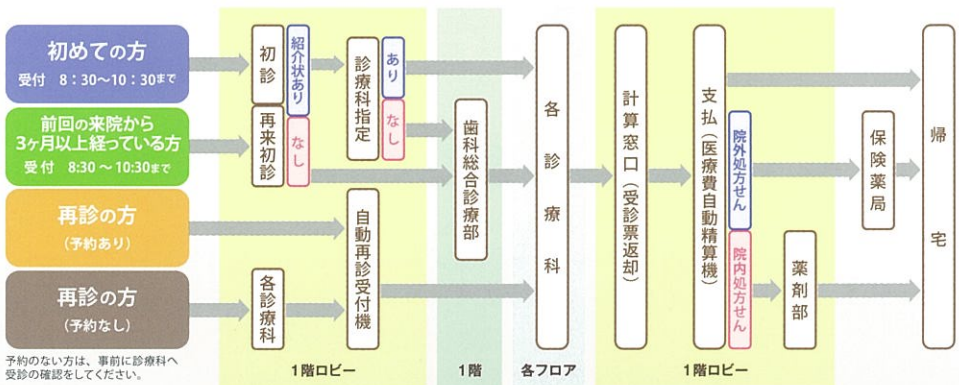 初めての方
受付 8:30～10:30まで
前回の来院から
3ヶ月以上経っている方
受付 8:30～10:30まで
再診の方
(予約あり)
再診の方
(予約なし)
予約のない方は、事前に診療科へ
受診の確認をしてください。
初診
紹介状あり
再来初診
なし
診療科指定
あり
なし
各診療科
自動再診受付機
1階ロビー
歯科総合診療部
1階
各診療科
各フロア
計算窓口(受診票返却)
支払(医療費自動精算機)
院外処方せん
院内処方せん
薬剤部
1階ロビー
保険薬局
帰宅